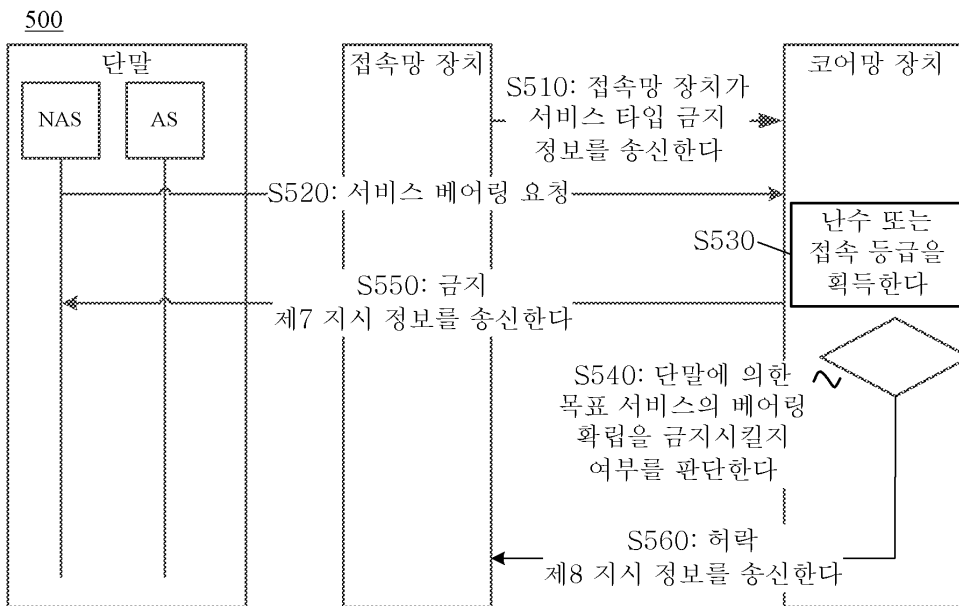 500
단말
접속망 장치
코어망 장치
NAS
AS
S510: 접속망 장치가
서비스 타입 금지
정보를 송신한다
S520: 서비스 베어링 요청
S530
난수 또는
접속 등급을
획득한다
S550: 금지
제7 지시 정보를 송신한다
S540: 단말에 의한
목표 서비스의 베어링
확립을 금지시킬지
여부를 판단한다
S560: 허락
제8 지시 정보를 송신한다